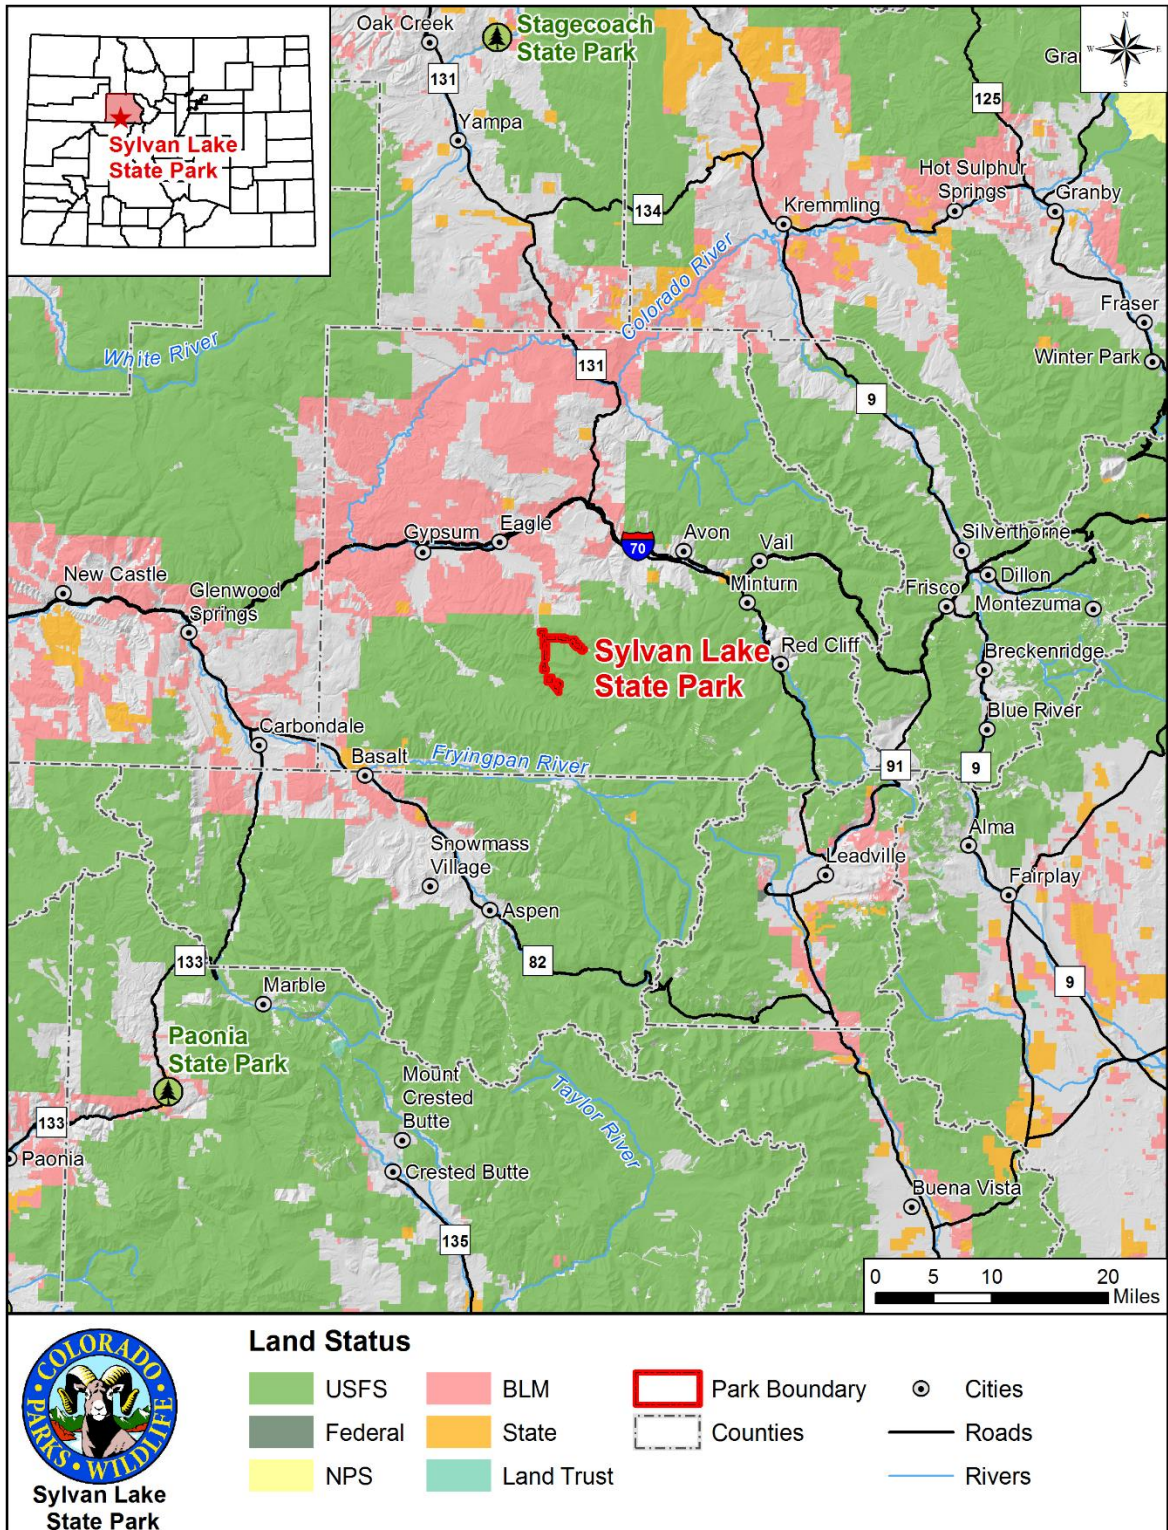 Oak Creek
Stagecoach
State Park
N
W
E
S
Gra
131
125
Yampa
Sylvan Lake
State Park
Hot Sulphur
Springs
134
Kremmling
Granby
Colorado River
Fraser
White River
Winter Park
131
9
Gypsum
Eagle
70
Avon
Vail
Silverthorne
New Castle
Glenwood
Springs
Minturn
Frisco
Dillon
Montezuma
Sylvan Lake
State Park
Red Cliff
Breckenridge
Blue River
Carbondale
Basalt
Fryingpan River
91
9
Alma
Snowmass
Village
Leadville
Fairplay
Aspen
133
82
9
Marble
Paonia
State Park
Mount
Crested
Butte
Taylor River
133
Paonia
Crested Butte
Buena Vista
135
0 5 10 20
Miles
Land Status
COLORADO
PARKS • WILDLIFE
Sylvan Lake
State Park
USFS
BLM
Park Boundary
Cities
Federal
State
Counties
Roads
NPS
Land Trust
Rivers